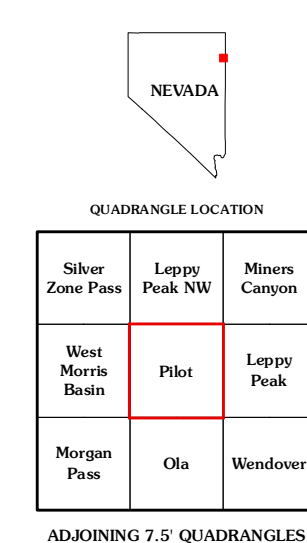 NEVADA
QUADRANGLE LOCATION
Silver
Zone Pass
Leppy
Peak NW
Miners
Canyon
West
Morris
Basin
Pilot
Leppy
Peak
Morgan
Pass
Ola
Wendover
ADJOINING 7.5' QUADRANGLES